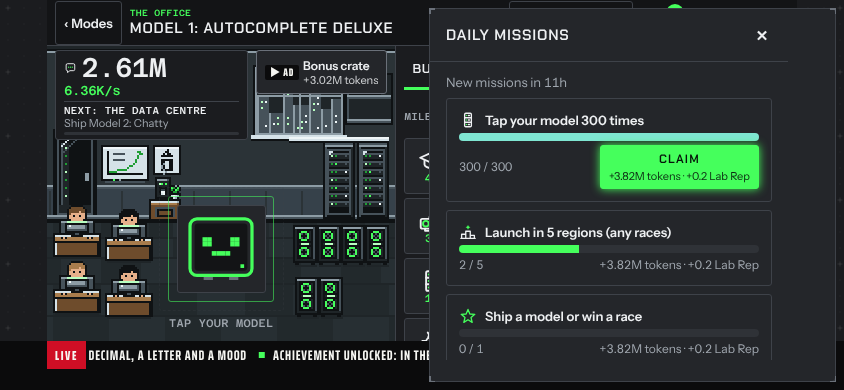 ‹ Modes
THE OFFICE
MODEL 1: AUTOCOMPLETE DELUXE
2.61M
6.36K/s
NEXT: THE DATA CENTRE
Ship Model 2: Chatty
AD
Bonus crate
+3.02M tokens
BU
MILE
TAP YOUR MODEL
LIVE
DECIMAL, A LETTER AND A MOOD ▪ ACHIEVEMENT UNLOCKED: IN THE
DAILY MISSIONS
×
New missions in 11h
Tap your model 300 times
300 / 300
CLAIM
+3.82M tokens · +0.2 Lab Rep
Launch in 5 regions (any races)
2 / 5
+3.82M tokens · +0.2 Lab Rep
Ship a model or win a race
0 / 1
+3.82M tokens · +0.2 Lab Rep